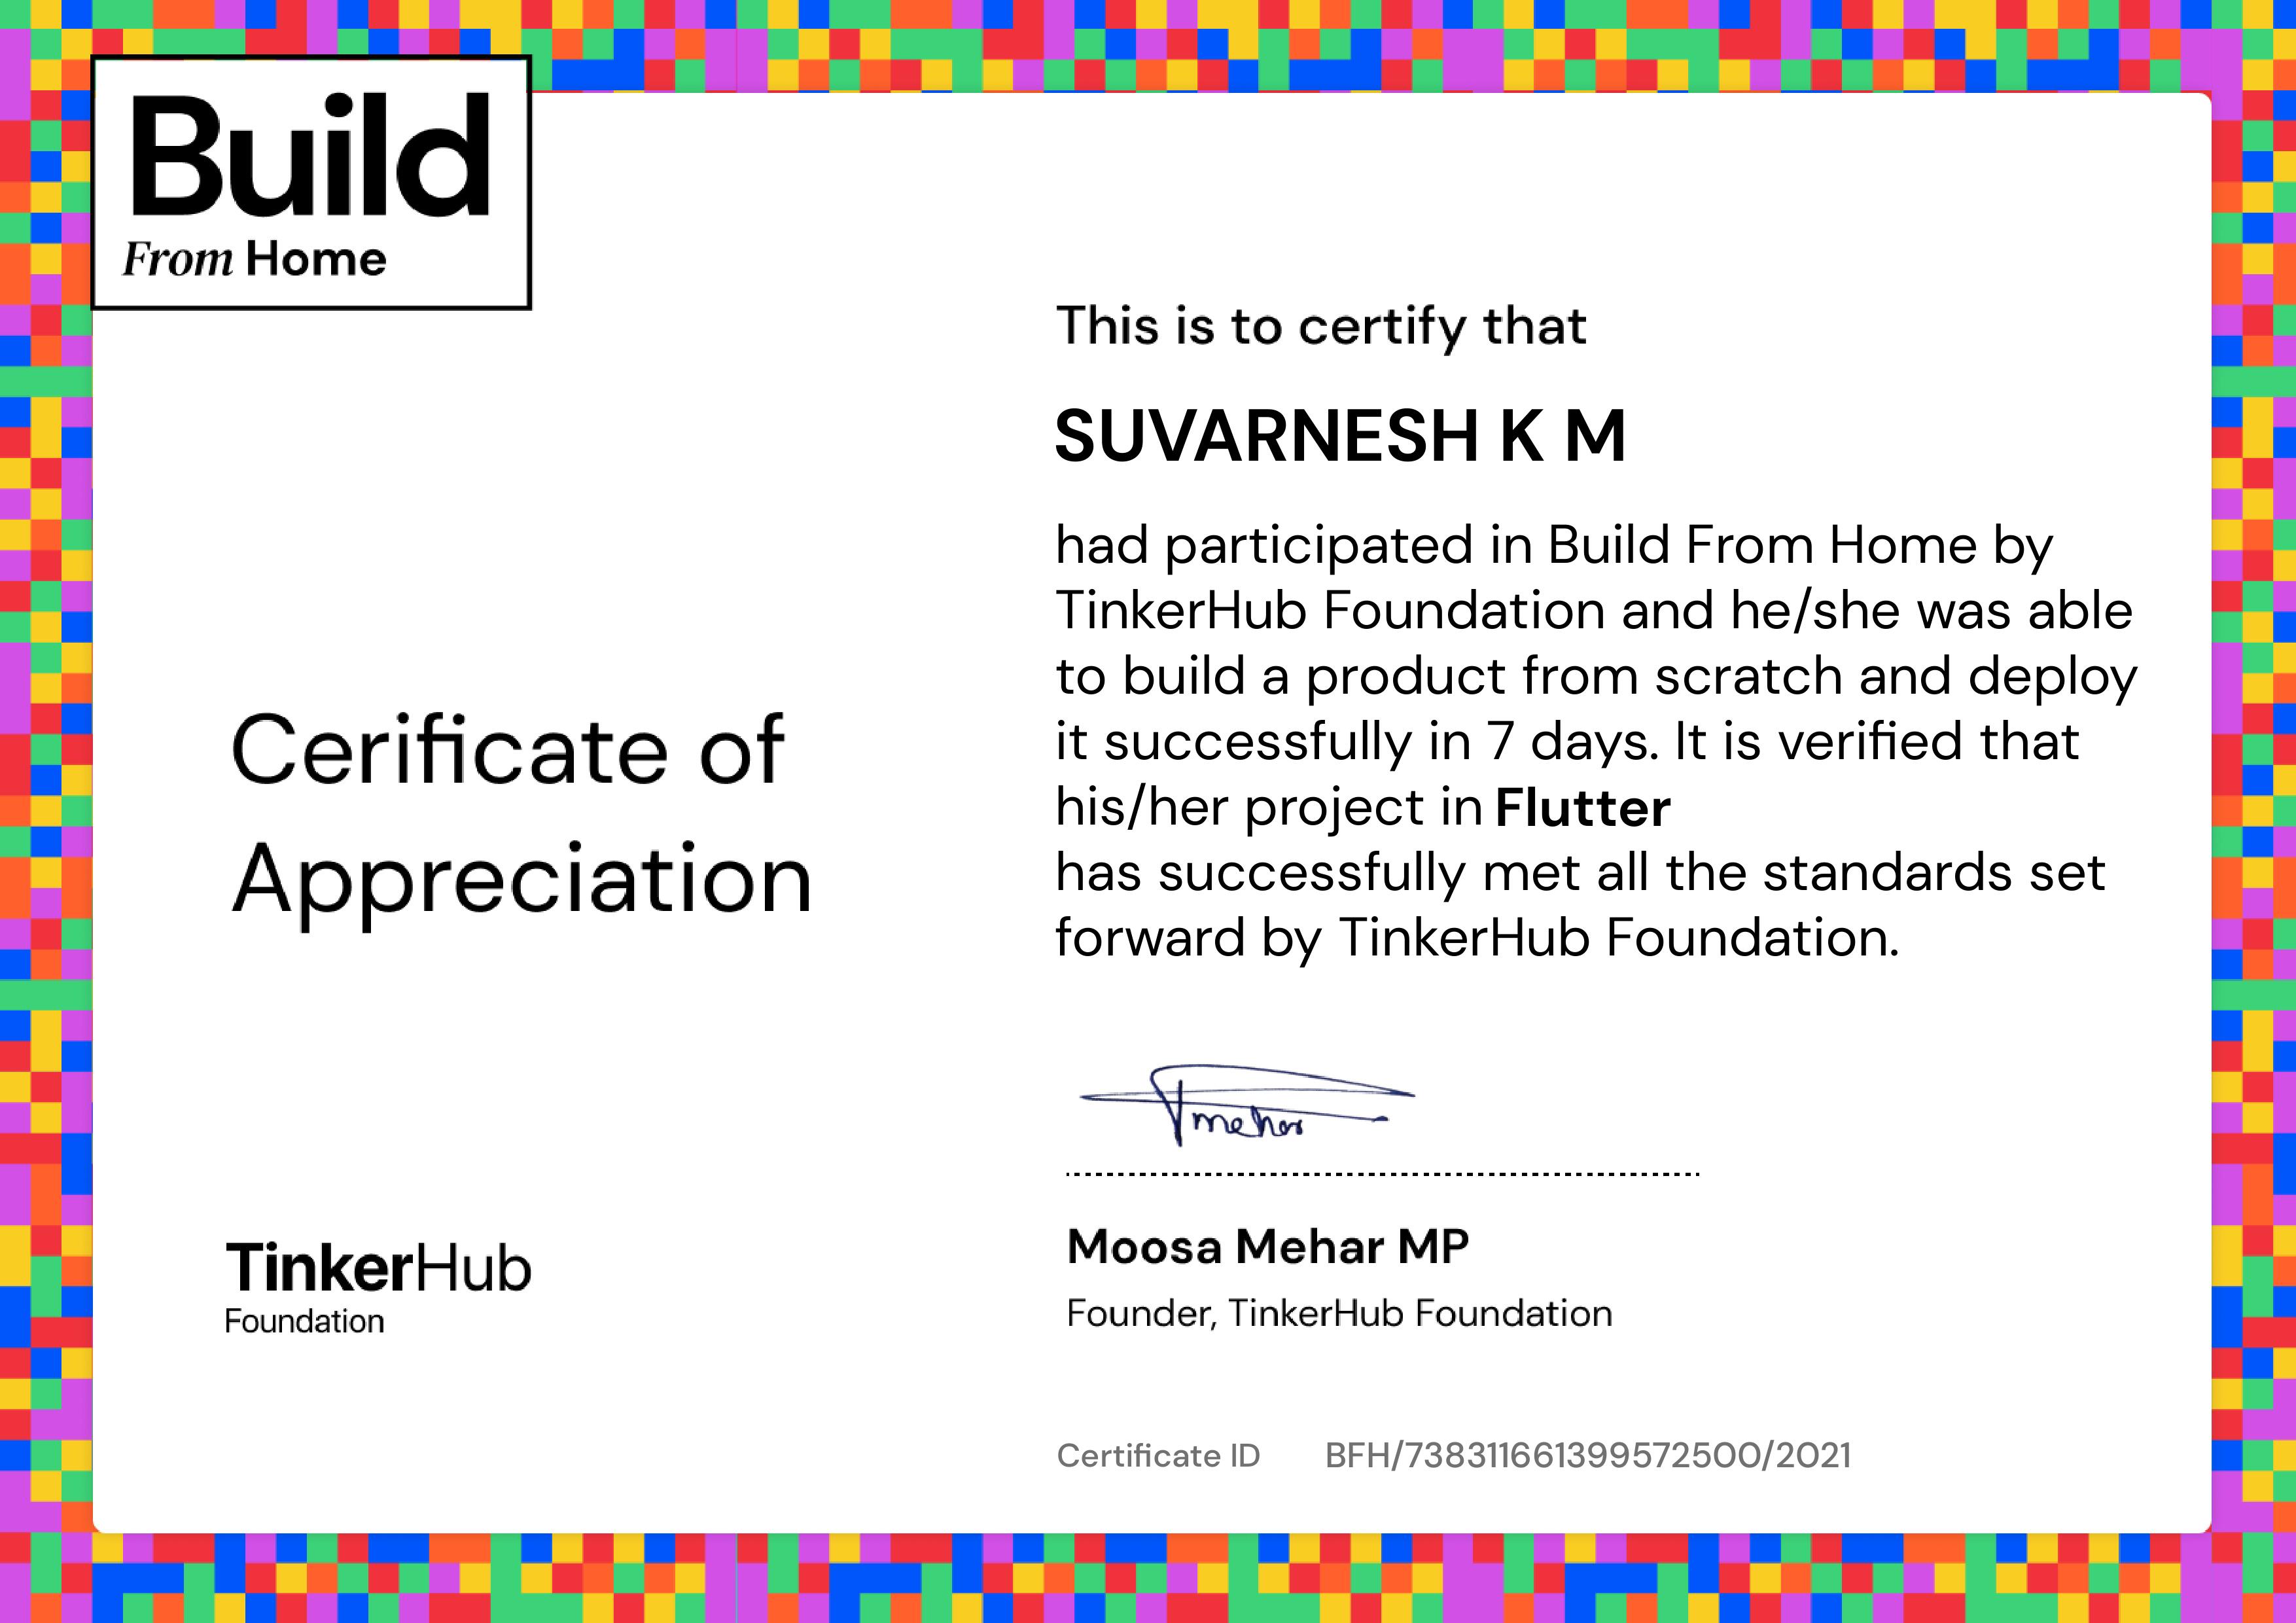 Build
From Home
This is to certify that
SUVARNESH K M
had participated in Build From Home by
TinkerHub Foundation and he/she was able
to build a product from scratch and deploy
it successfully in 7 days. It is verified that
his/her project in Flutter
has successfully met all the standards set
forward by TinkerHub Foundation.
Cerificate of
Appreciation
Moosa Mehar MP
Founder, TinkerHub Foundation
TinkerHub
Foundation
Certificate ID BFH/738311661399572500/2021